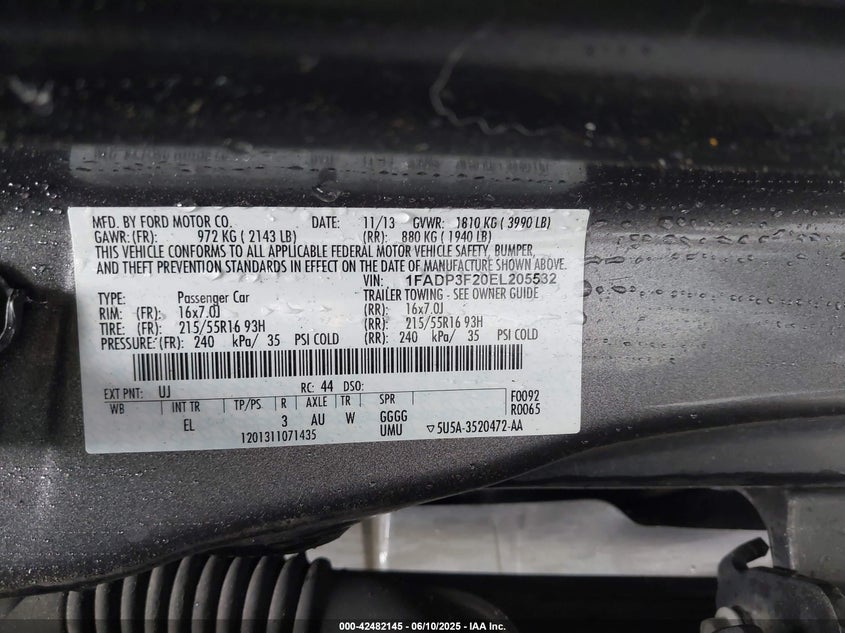 MFD. BY FORD MOTOR CO. DATE: 11/13 GVWR: 1810 KG ( 3990 LB)
GAWR:(FR): 972 KG ( 2143 LB) (RR): 880 KG ( 1940 LB)
THIS VEHICLE CONFORMS TO ALL APPLICABLE FEDERAL MOTOR VEHICLE SAFETY, BUMPER,
AND THEFT PREVENTION STANDARDS IN EFFECT ON THE DATE OF MANUFACTURE SHOWN ABOVE.
VIN: 1FADP3F20EL205532
TYPE: Passenger Car TRAILER TOWING - SEE OWNER GUIDE
RIM: (FR): 16x7.0J (RR): 16x7.0J
TIRE: (FR): 215/55R16 93H (RR): 215/55R16 93H
PRESSURE:(FR): 240 kPa/ 35 PSI COLD (RR): 240 kPa/ 35 PSI COLD
EXT PNT: UJ RC: 44 DSO:
WB INT TR TP/PS R AXLE TR SPR F0092
R0065
EL 3 AU W GGGG
1201311071435 UMU ▽5U5A-3520472-AA
000-42482145 - 06/10/2025 - IAA Inc.